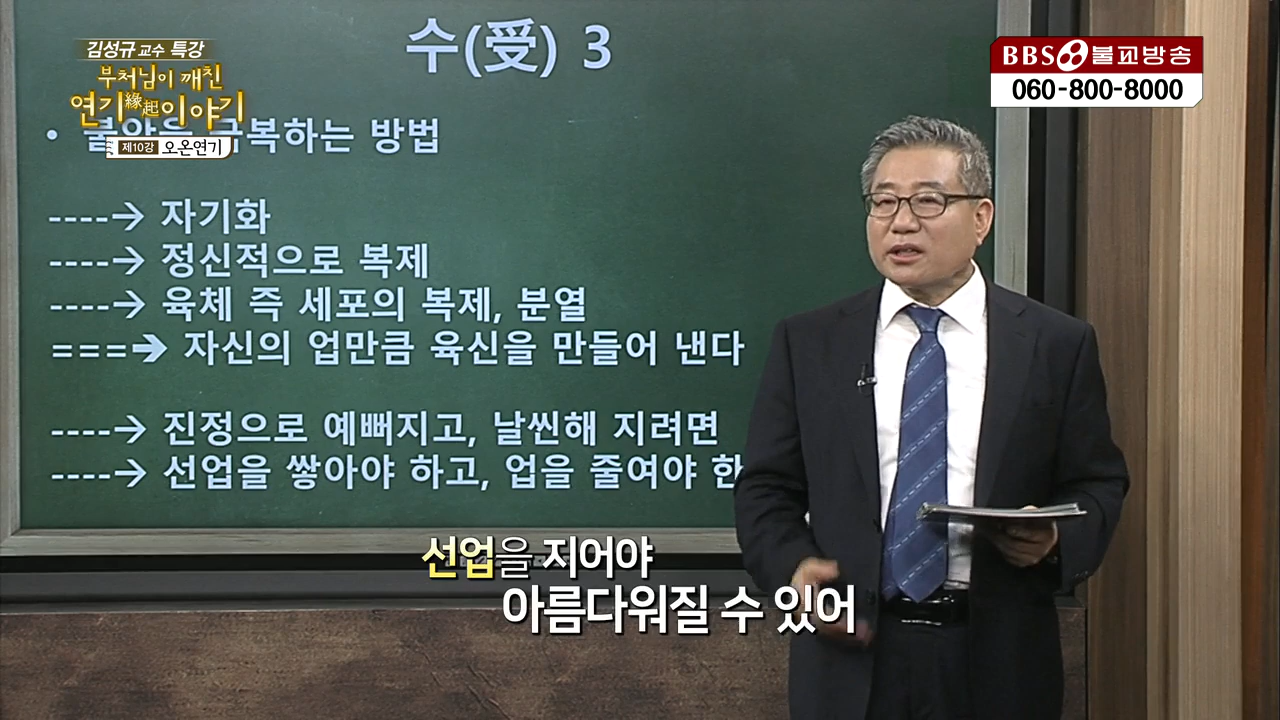 김성규 교수 특강
부처님이 깨친
연기緣起이야기
제10강 오온연기
BBS 불교방송
060-800-8000
수(受) 3
• 극복하는 방법
----→ 자기화
----→ 정신적으로 복제
----→ 육체 즉 세포의 복제, 분열
===→ 자신의 업만큼 육신을 만들어 낸다
----→ 진정으로 예뻐지고, 날씬해 지려면
----→ 선업을 쌓아야 하고, 업을 줄여야 한
선업을 지어야
아름다워질 수 있어